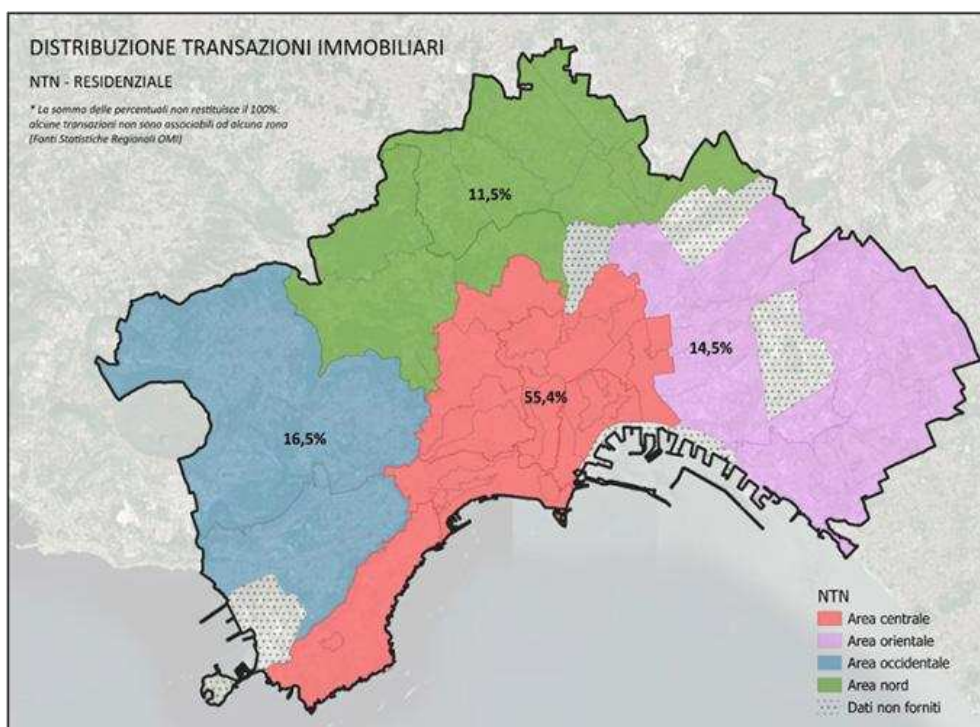 DISTRIBUZIONE TRANSAZIONI IMMOBILIARI
NTN - RESIDENZIALE
* La somma delle percentuali non restituisce il 100%:
alcune transazioni non sono associabili ad alcuna zona
(Fonti Statistiche Regionali OMI)
11,5%
14,5%
55,4%
16,5%
NTN
Area centrale
Area orientale
Area occidentale
Area nord
Dati non forniti